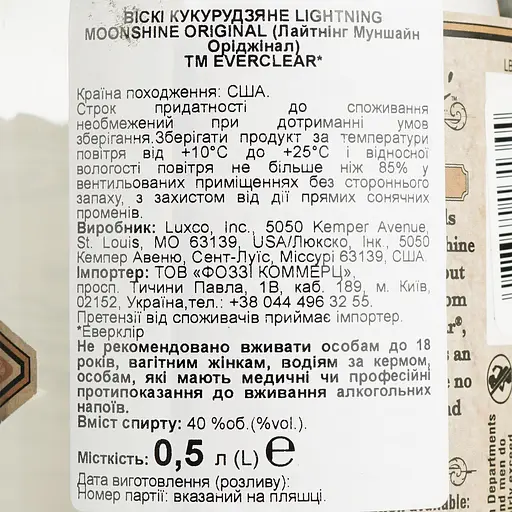 ВІСКІ КУКУРУДЗЯНЕ LIGHTNING
MOONSHINE ORIGINAL (Лайтнінг Муншайн
Оріджінал)
ТМ EVERCLEAR*
Країна походження: США.
Строк придатності до споживання
необмежений при дотриманні умов
зберігання.Зберігати продукт за температури
повітря від +10°С до +25°С і відносної
вологості повітря не більше ніж 85% у
вентильованих приміщеннях без стороннього
запаху, з захистом від дії прямих сонячних
променів.
Виробник: Luxco, Inc., 5050 Kemper Avenue,
St. Louis, MO 63139, USA/Люкско, Інк., 5050
Кемпер Авеню, Сент-Луїс, Міссурі 63139, США.
Імпортер: ТОВ «ФОЗЗІ КОММЕРЦ»,
просп. Тичини Павла, 1В, каб. 189, м. Київ,
02152, Україна,тел.: +38 044 496 32 55.
Претензії від споживачів приймає імпортер.
*Еверклір
Не рекомендовано вживати особам до 18
років, вагітним жінкам, водіям за кермом,
особам, які мають медичні чи професійні
протипоказання до вживання алкогольних
напоїв.
Вміст спирту: 40 %об.(%vol.).
Місткість: 0,5 л (L) e
Дата виготовлення (розливу):
Номер партії: вказаний на пляшці.
an
no
Departments